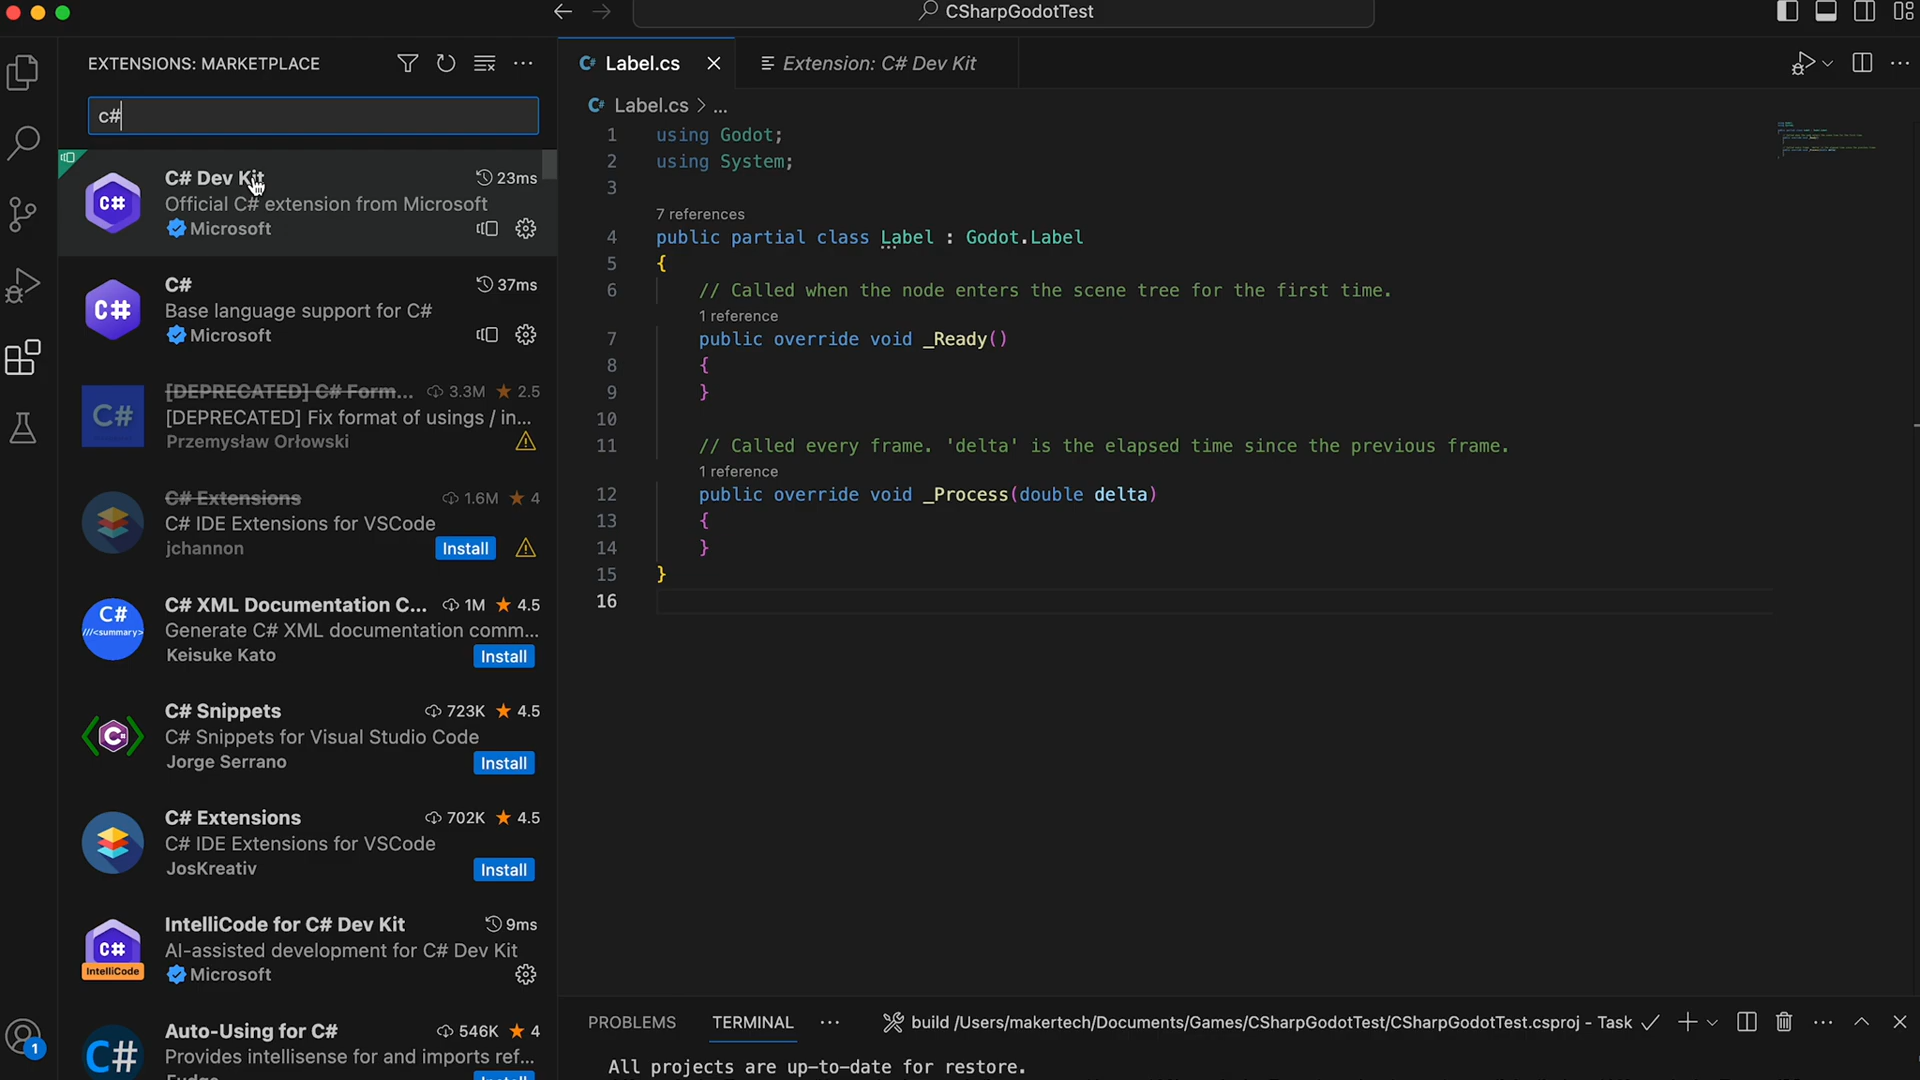 CSharpGodotTest
EXTENSIONS: MARKETPLACE
c#
C# Dev Kit
23ms
Official C# extension from Microsoft
Microsoft
C#
37ms
Base language support for C#
Microsoft
[DEPRECATED] C# Form...
3.3M
2.5
[DEPRECATED] Fix format of usings / in...
Przemysław Orłowski
C# Extensions
1.6M
4
C# IDE Extensions for VSCode
jchannon
Install
C# XML Documentation C...
1M
4.5
Generate C# XML documentation comm...
Keisuke Kato
Install
C# Snippets
723K
4.5
C# Snippets for Visual Studio Code
Jorge Serrano
Install
C# Extensions
702K
4.5
C# IDE Extensions for VSCode
JosKreativ
Install
IntelliCode for C# Dev Kit
9ms
AI-assisted development for C# Dev Kit
Microsoft
Auto-Using for C#
546K
4
Provides intellisense for and imports ref...
Fudge
Install
C#
C#
C#
C#
///<summary>
C
C#
IntelliCode
C#
1
Label.cs
Extension: C# Dev Kit
Label.cs > ...
1 using Godot;
2 using System;
3
7 references
4 public partial class Label : Godot.Label
5 {
6 // Called when the node enters the scene tree for the first time.
1 reference
7 public override void _Ready()
8 {
9 }
10
11 // Called every frame. 'delta' is the elapsed time since the previous frame.
1 reference
12 public override void _Process(double delta)
13 {
14 }
15 }
16
PROBLEMS
TERMINAL
build /Users/makertech/Documents/Games/CSharpGodotTest/CSharpGodotTest.csproj - Task
All projects are up-to-date for restore.